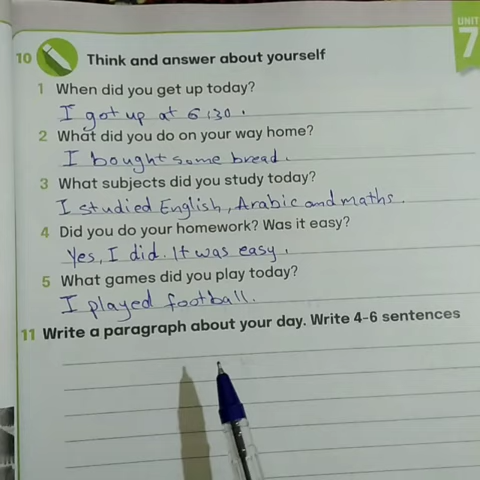 UNIT
7
10 Think and answer about yourself
1 When did you get up today?
I got up at 6:30.
2 What did you do on your way home?
I bought some bread.
3 What subjects did you study today?
I studied English, Arabic and maths.
4 Did you do your homework? Was it easy?
Yes, I did. It was easy.
5 What games did you play today?
I played football.
11 Write a paragraph about your day. Write 4-6 sentences